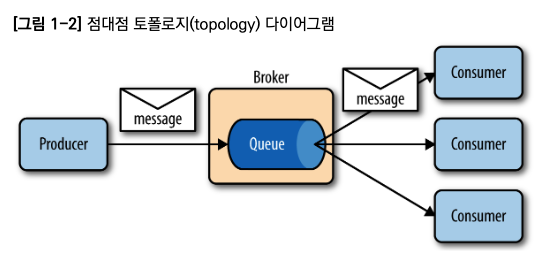 [그림 1-2] 점대점 토폴로지(topology) 다이어그램
Broker
message
message
Producer
Queue
Consumer
Consumer
Consumer